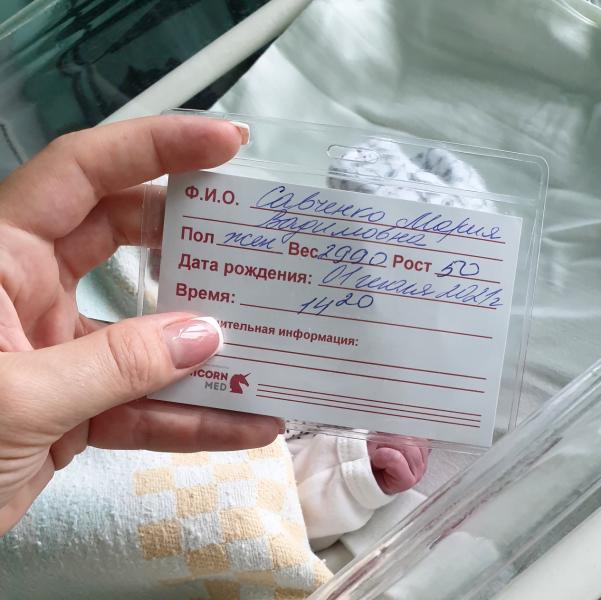 Ф.И.О. Савченко Мария
Вадимовна
Пол жен Вес 2990 Рост 50
Дата рождения: 01 июля 2021г
Время: 14 20
ительная информация:
ICORN
MED